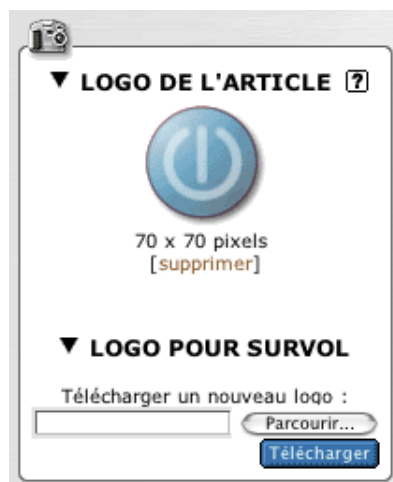 ▼ LOGO DE L'ARTICLE ?
70 x 70 pixels
[supprimer]
▼ LOGO POUR SURVOL
Télécharger un nouveau logo :
Parcourir...
Télécharger